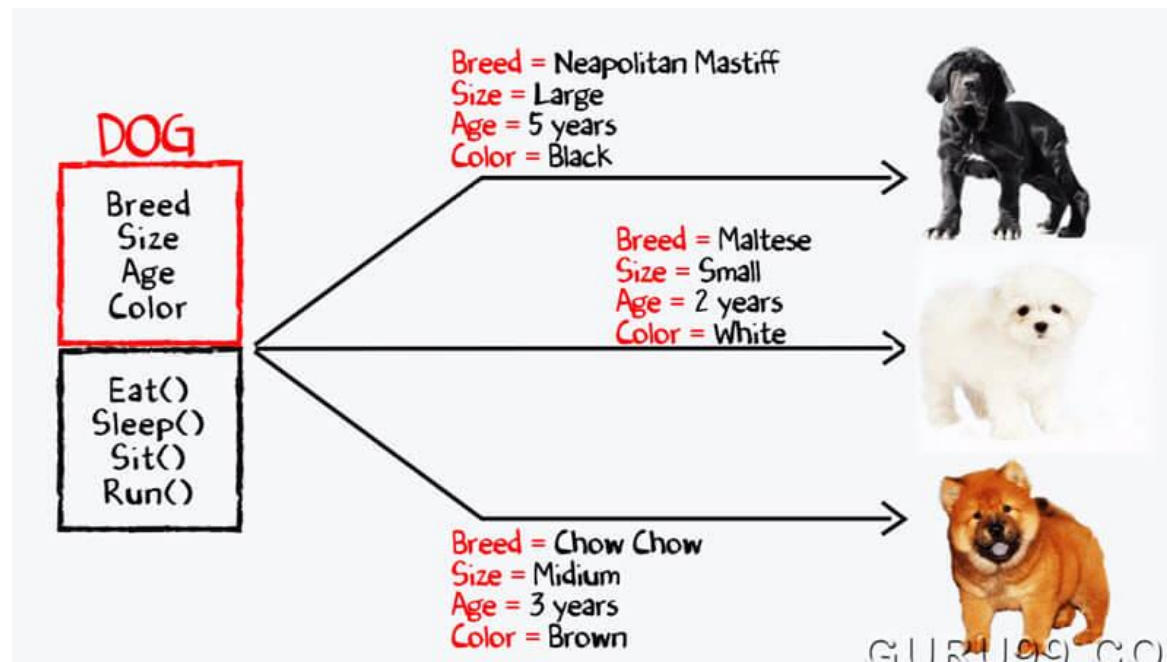 DOG
Breed
Size
Age
Color
Eat()
Sleep()
Sit()
Run()
Breed = Neapolitan Mastiff
Size = Large
Age = 5 years
Color = Black
Breed = Maltese
Size = Small
Age = 2 years
Color = White
Breed = Chow Chow
Size = Midium
Age = 3 years
Color = Brown
GURU99.CO